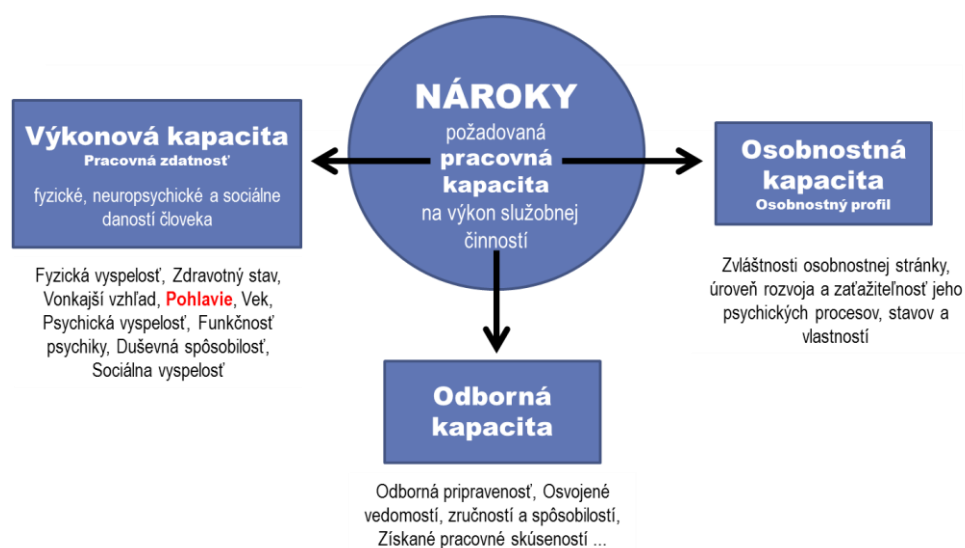 NÁROKY
požadovaná
pracovná
kapacita
na výkon služobnej
činností
Výkonová kapacita
Pracovná zdatnosť
fyzické, neuropsychické a sociálne
daností človeka
Fyzická vyspelosť, Zdravotný stav,
Vonkajší vzhľad, Pohlavie, Vek,
Psychická vyspelosť, Funkčnosť
psychiky, Duševná spôsobilosť,
Sociálna vyspelosť
Osobnostná
kapacita
Osobnostný profil
Zvláštnosti osobnostnej stránky,
úroveň rozvoja a zaťažiteľnosť jeho
psychických procesov, stavov a
vlastností
Odborná
kapacita
Odborná pripravenosť, Osvojené
vedomostí, zručností a spôsobilostí,
Získané pracovné skúseností ...